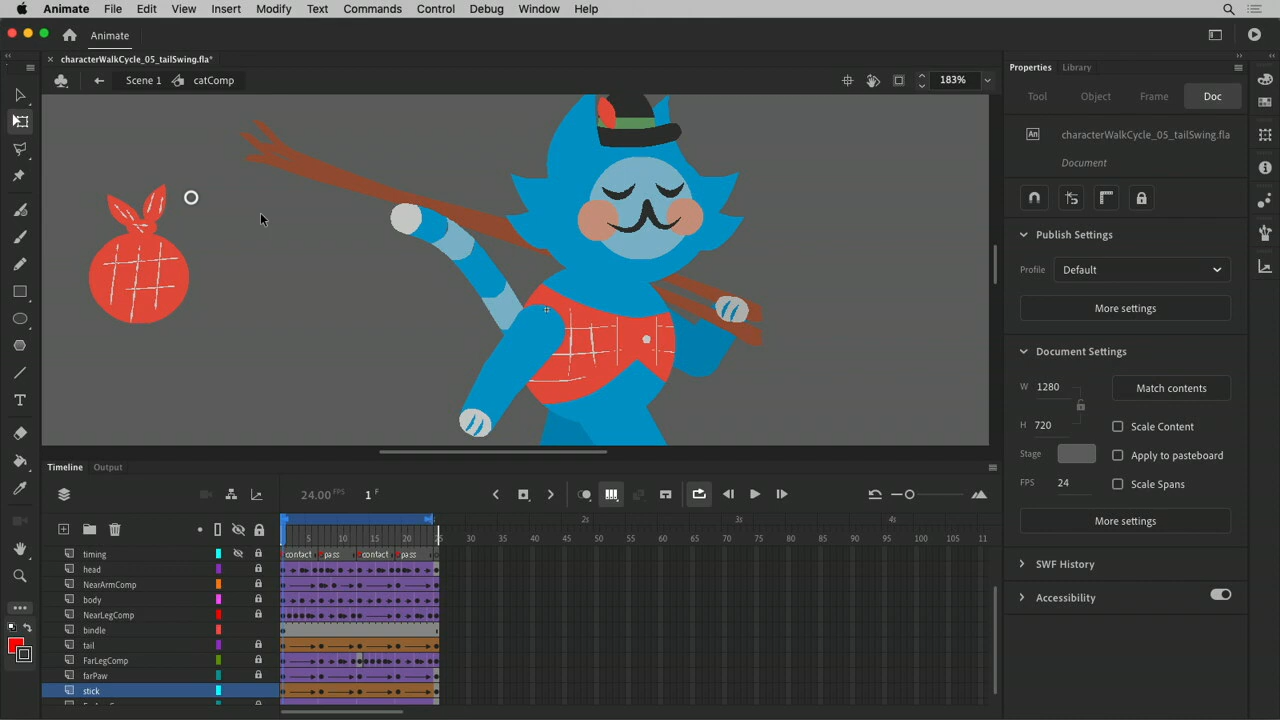 Animate File Edit View Insert Modify Text Commands Control Debug Window Help
Animate
characterWalkCycle_05_tailSwing.fla*
Scene 1 catComp 183%
Properties Library
Tool Object Frame Doc
An characterWalkCycle_05_tailSwing.fla
Document
Publish Settings
Profile Default
More settings
Document Settings
W 1280 Match contents
H 720 Scale Content
Stage Apply to pasteboard
FPS 24 Scale Spans
More settings
SWF History
Accessibility
T
Timeline Output
24.00 FPS 1 F
2s 3s 4s
5 10 15 20 25 30 35 40 45 50 55 60 65 70 75 80 85 90 95 100 105 11
timing contact pass contact pass
head
NearArmComp
body
NearLegComp
bindle
tail
FarLegComp
farPaw
stick